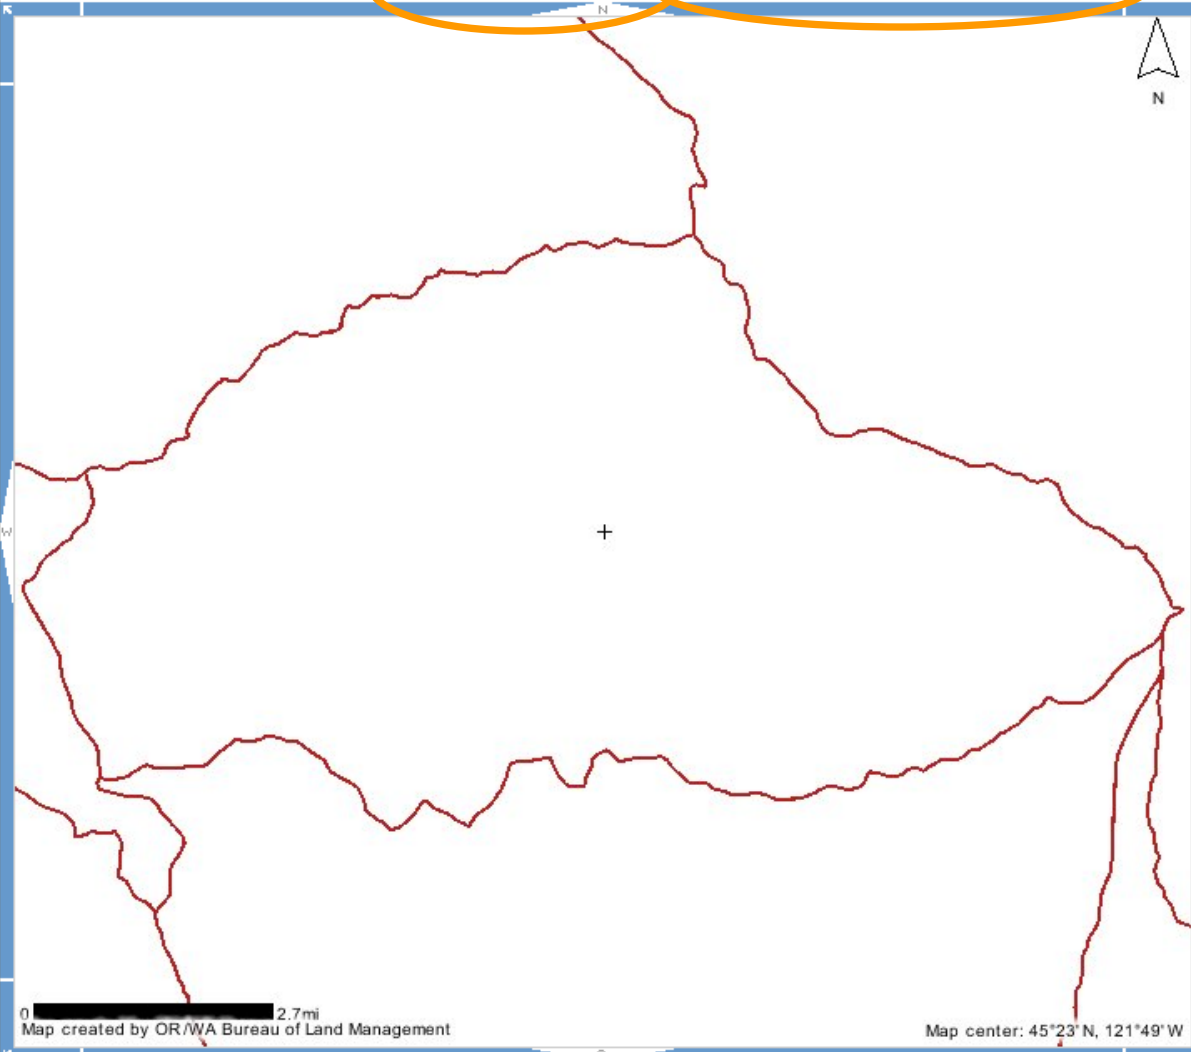 N
N
W
0 2.7mi
Map created by OR/WA Bureau of Land Management
Map center: 45°23' N, 121°49' W